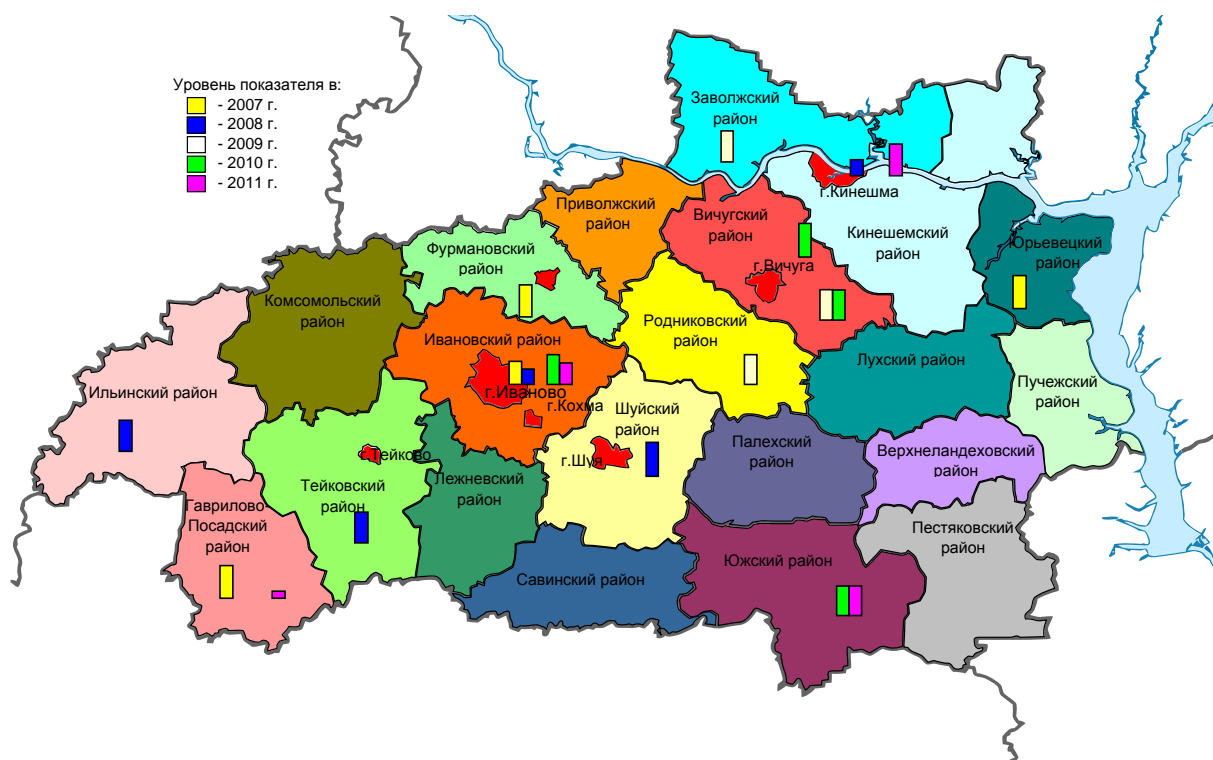 Уровень показателя в:
- 2007 г.
- 2008 г.
- 2009 г.
- 2010 г.
- 2011 г.
Заволжский
район
г.Кинешма
Приволжский
район
Вичугский
район
Кинешемский
район
Юрьевецкий
район
Фурмановский
район
г.Вичуга
Комсомольский
район
Родниковский
район
Ивановский район
Лухский район
Пучежский
район
Ильинский район
г.Иваново
г.Кохма
Шуйский
район
Палехский
район
Верхнеландеховский
район
г.Шуя
г.Тейково
Лежневский
район
Тейковский
район
Гаврилово-
Посадский
район
Пестяковский
район
Савинский район
Южский район